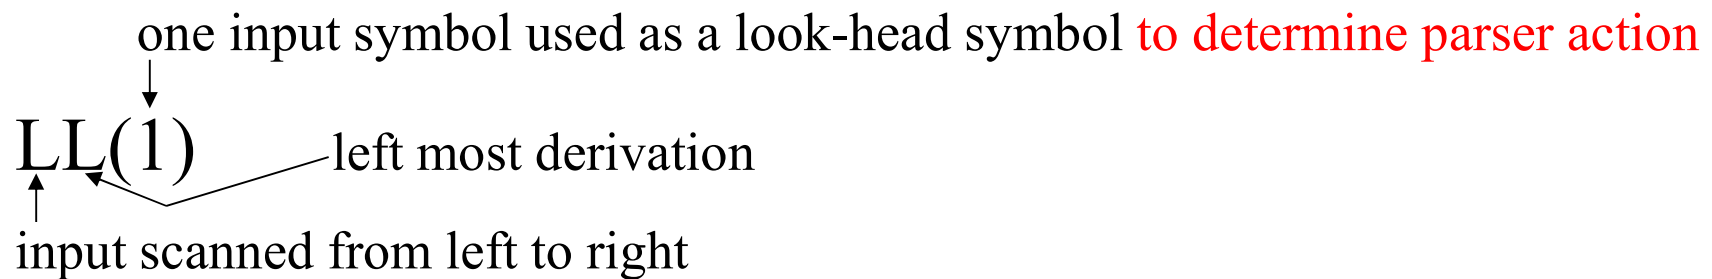 one input symbol used as a look-head symbol to determine parser action
LL(1)
left most derivation
input scanned from left to right